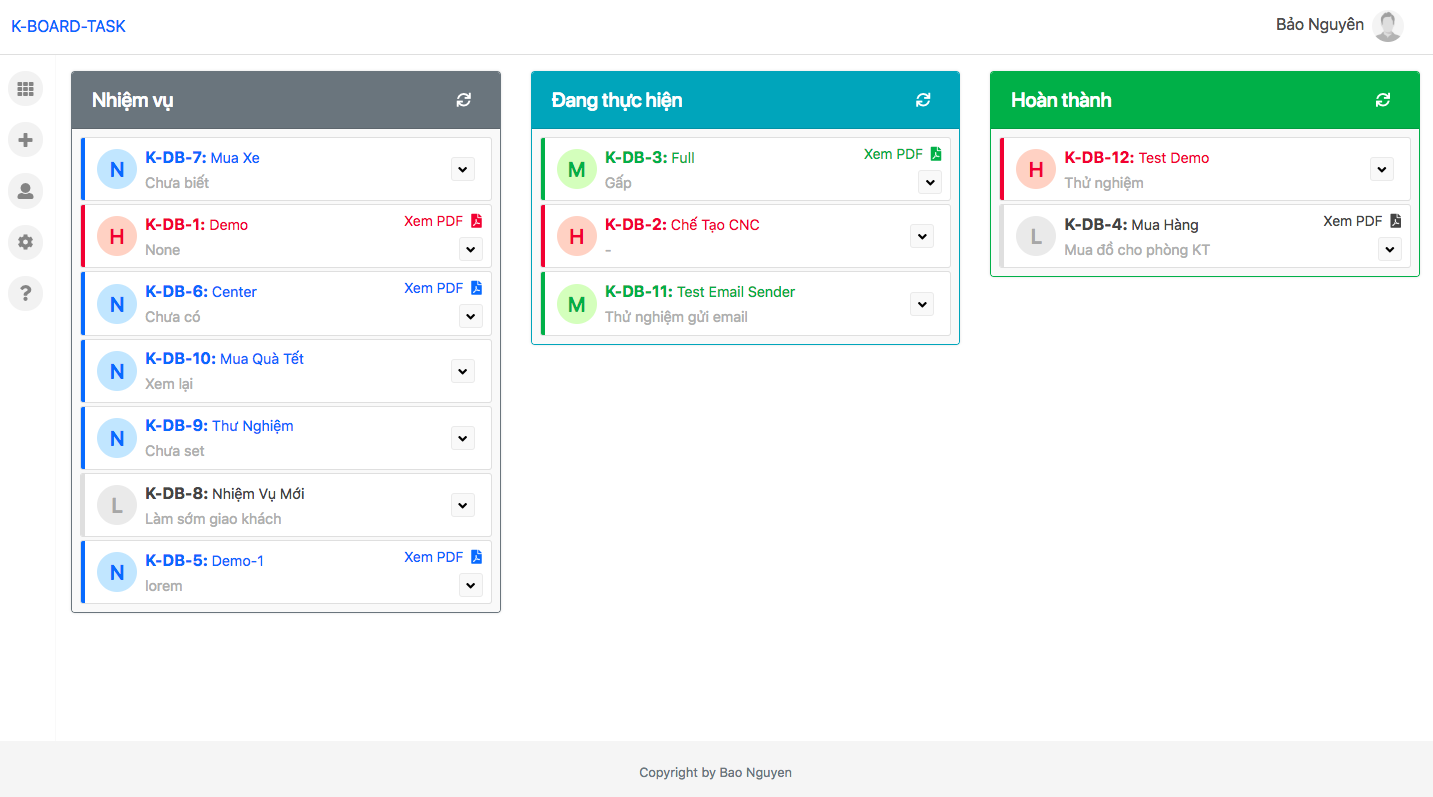 K-BOARD-TASK
Bảo Nguyên
Nhiệm vụ
N
K-DB-7: Mua Xe
Chưa biết
H
K-DB-1: Demo
Xem PDF
None
N
K-DB-6: Center
Xem PDF
Chưa có
N
K-DB-10: Mua Quà Tết
Xem lại
N
K-DB-9: Thư Nghiệm
Chưa set
L
K-DB-8: Nhiệm Vụ Mới
Làm sớm giao khách
N
K-DB-5: Demo-1
Xem PDF
lorem
Đang thực hiện
M
K-DB-3: Full
Xem PDF
Gấp
H
K-DB-2: Chế Tạo CNC
-
M
K-DB-11: Test Email Sender
Thử nghiệm gửi email
Hoàn thành
H
K-DB-12: Test Demo
Thử nghiệm
L
K-DB-4: Mua Hàng
Xem PDF
Mua đồ cho phòng KT
Copyright by Bao Nguyen